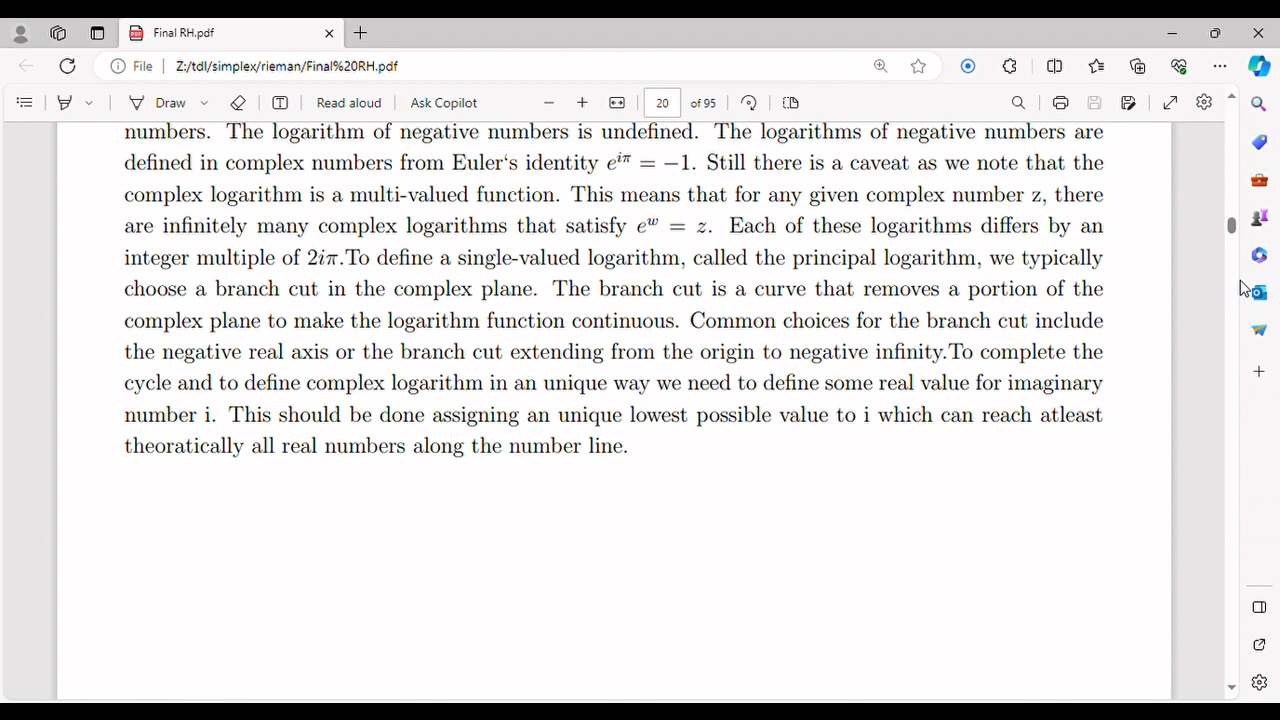 Final RH.pdf
File Z:/tdl/simplex/rieman/Final%20RH.pdf
Draw Read aloud Ask Copilot 20 of 95
numbers. The logarithm of negative numbers is undefined. The logarithms of negative numbers are
defined in complex numbers from Euler‘s identity e^{iπ} = −1. Still there is a caveat as we note that the
complex logarithm is a multi-valued function. This means that for any given complex number z, there
are infinitely many complex logarithms that satisfy e^w = z. Each of these logarithms differs by an
integer multiple of 2iπ.To define a single-valued logarithm, called the principal logarithm, we typically
choose a branch cut in the complex plane. The branch cut is a curve that removes a portion of the
complex plane to make the logarithm function continuous. Common choices for the branch cut include
the negative real axis or the branch cut extending from the origin to negative infinity.To complete the
cycle and to define complex logarithm in an unique way we need to define some real value for imaginary
number i. This should be done assigning an unique lowest possible value to i which can reach atleast
theoratically all real numbers along the number line.